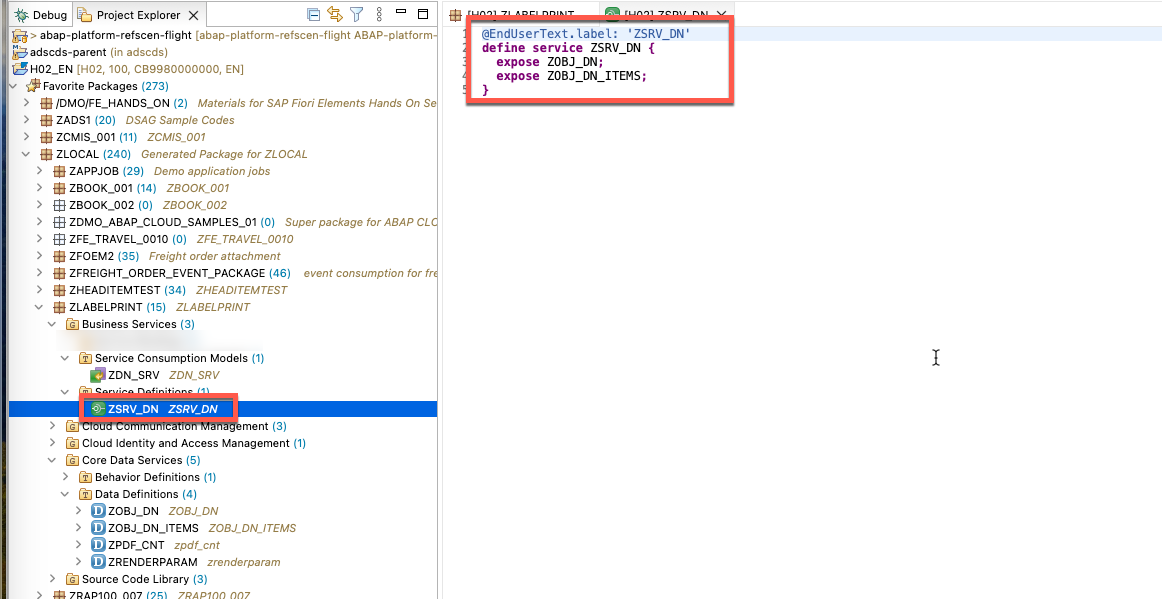 Debug Project Explorer
> abap-platform-refscen-flight [abap-platform-refscen-flight ABAP-platform-
adscds-parent (in adscds)
H02_EN [H02, 100, CB9980000000, EN]
Favorite Packages (273)
/DMO/FE_HANDS_ON (2) Materials for SAP Fiori Elements Hands On Se
ZADS1 (20) DSAG Sample Codes
ZCMIS_001 (11) ZCMIS_001
ZLOCAL (240) Generated Package for ZLOCAL
ZAPPJOB (29) Demo application jobs
ZBOOK_001 (14) ZBOOK_001
ZBOOK_002 (0) ZBOOK_002
ZDMO_ABAP_CLOUD_SAMPLES_01 (0) Super package for ABAP CLO
ZFE_TRAVEL_0010 (0) ZFE_TRAVEL_0010
ZFOEM2 (35) Freight order attachment
ZFREIGHT_ORDER_EVENT_PACKAGE (46) event consumption for fre
ZHEADITEMTEST (34) ZHEADITEMTEST
ZLABELPRINT (15) ZLABELPRINT
Business Services (3)
Service Consumption Models (1)
ZDN_SRV ZDN_SRV
Service Definitions (1)
ZSRV_DN ZSRV_DN
Cloud Communication Management (3)
Cloud Identity and Access Management (1)
Core Data Services (5)
Behavior Definitions (1)
Data Definitions (4)
ZOBJ_DN ZOBJ_DN
ZOBJ_DN_ITEMS ZOBJ_DN_ITEMS
ZPDF_CNT zpdf_cnt
ZRENDERPARAM zrenderparam
Source Code Library (3)
ZRAP100_007 (25) ZRAP100_007
[H02] ZLABELPRINT [H02] ZSRV_DN
@EndUserText.label: 'ZSRV_DN'
define service ZSRV_DN {
expose ZOBJ_DN;
expose ZOBJ_DN_ITEMS;
}